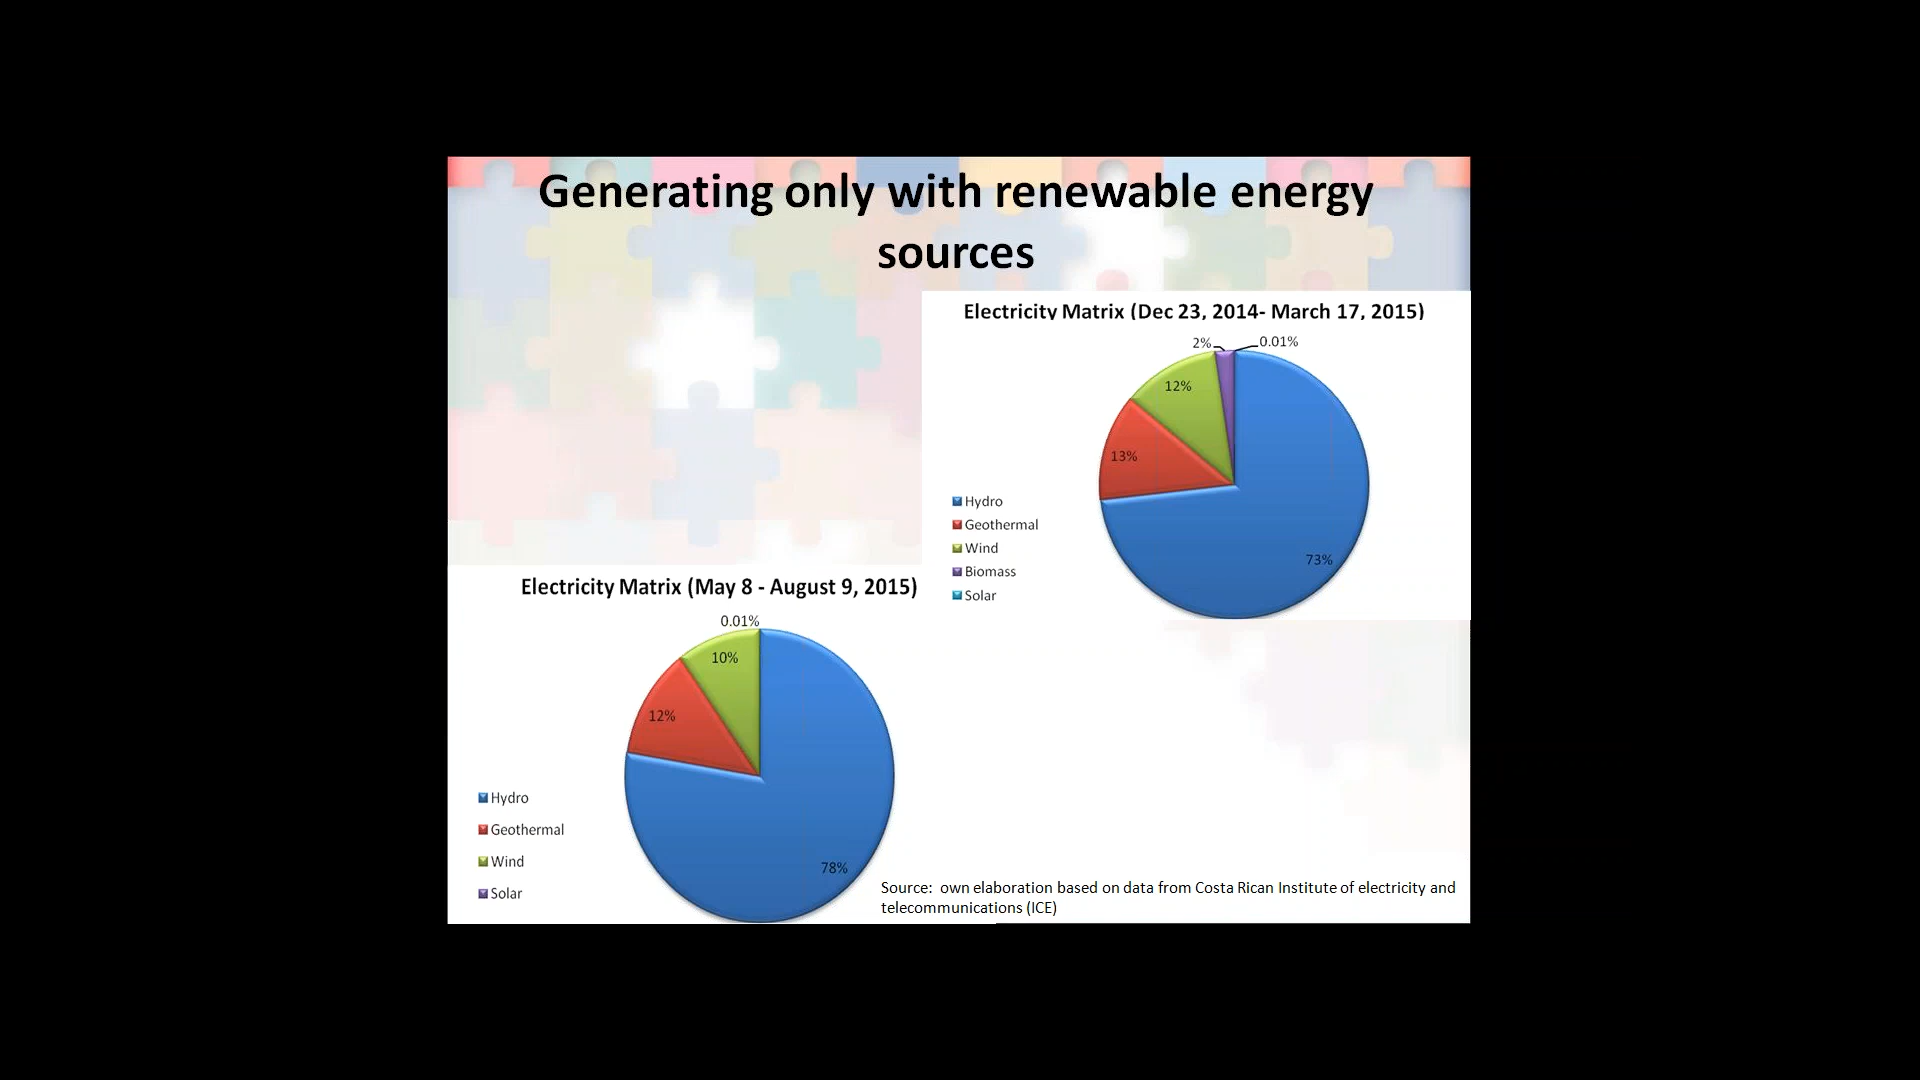 Generating only with renewable energy
sources
Electricity Matrix (Dec 23, 2014- March 17, 2015)
2%
0.01%
12%
13%
73%
Hydro
Geothermal
Wind
Biomass
Solar
Electricity Matrix (May 8 - August 9, 2015)
0.01%
10%
12%
78%
Hydro
Geothermal
Wind
Solar
Source: own elaboration based on data from Costa Rican Institute of electricity and
telecommunications (ICE)